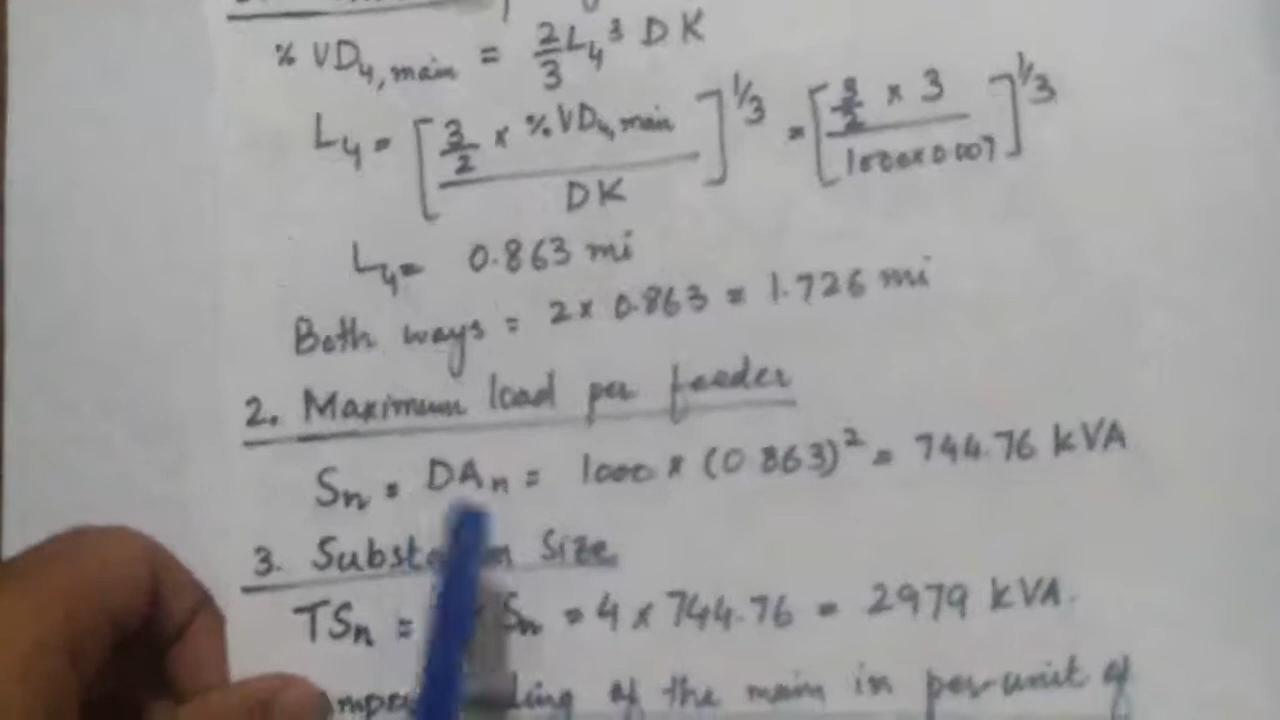 % VD4, main = 2/3 L4³ D K
L4 = [ 3/2 × % VD4, main / DK ]^1/3 = [ 3/2 × 3 / 1000 × 0.007 ]^1/3
L4 = 0.863 mi
Both ways = 2 × 0.863 = 1.726 mi
2. Maximum load per feeder
Sn = DAn = 1000 × (0.863)² = 744.76 kVA
3. Size
TSn = Sn = 4 × 744.76 = 2979 kVA.
of the main in per-unit of